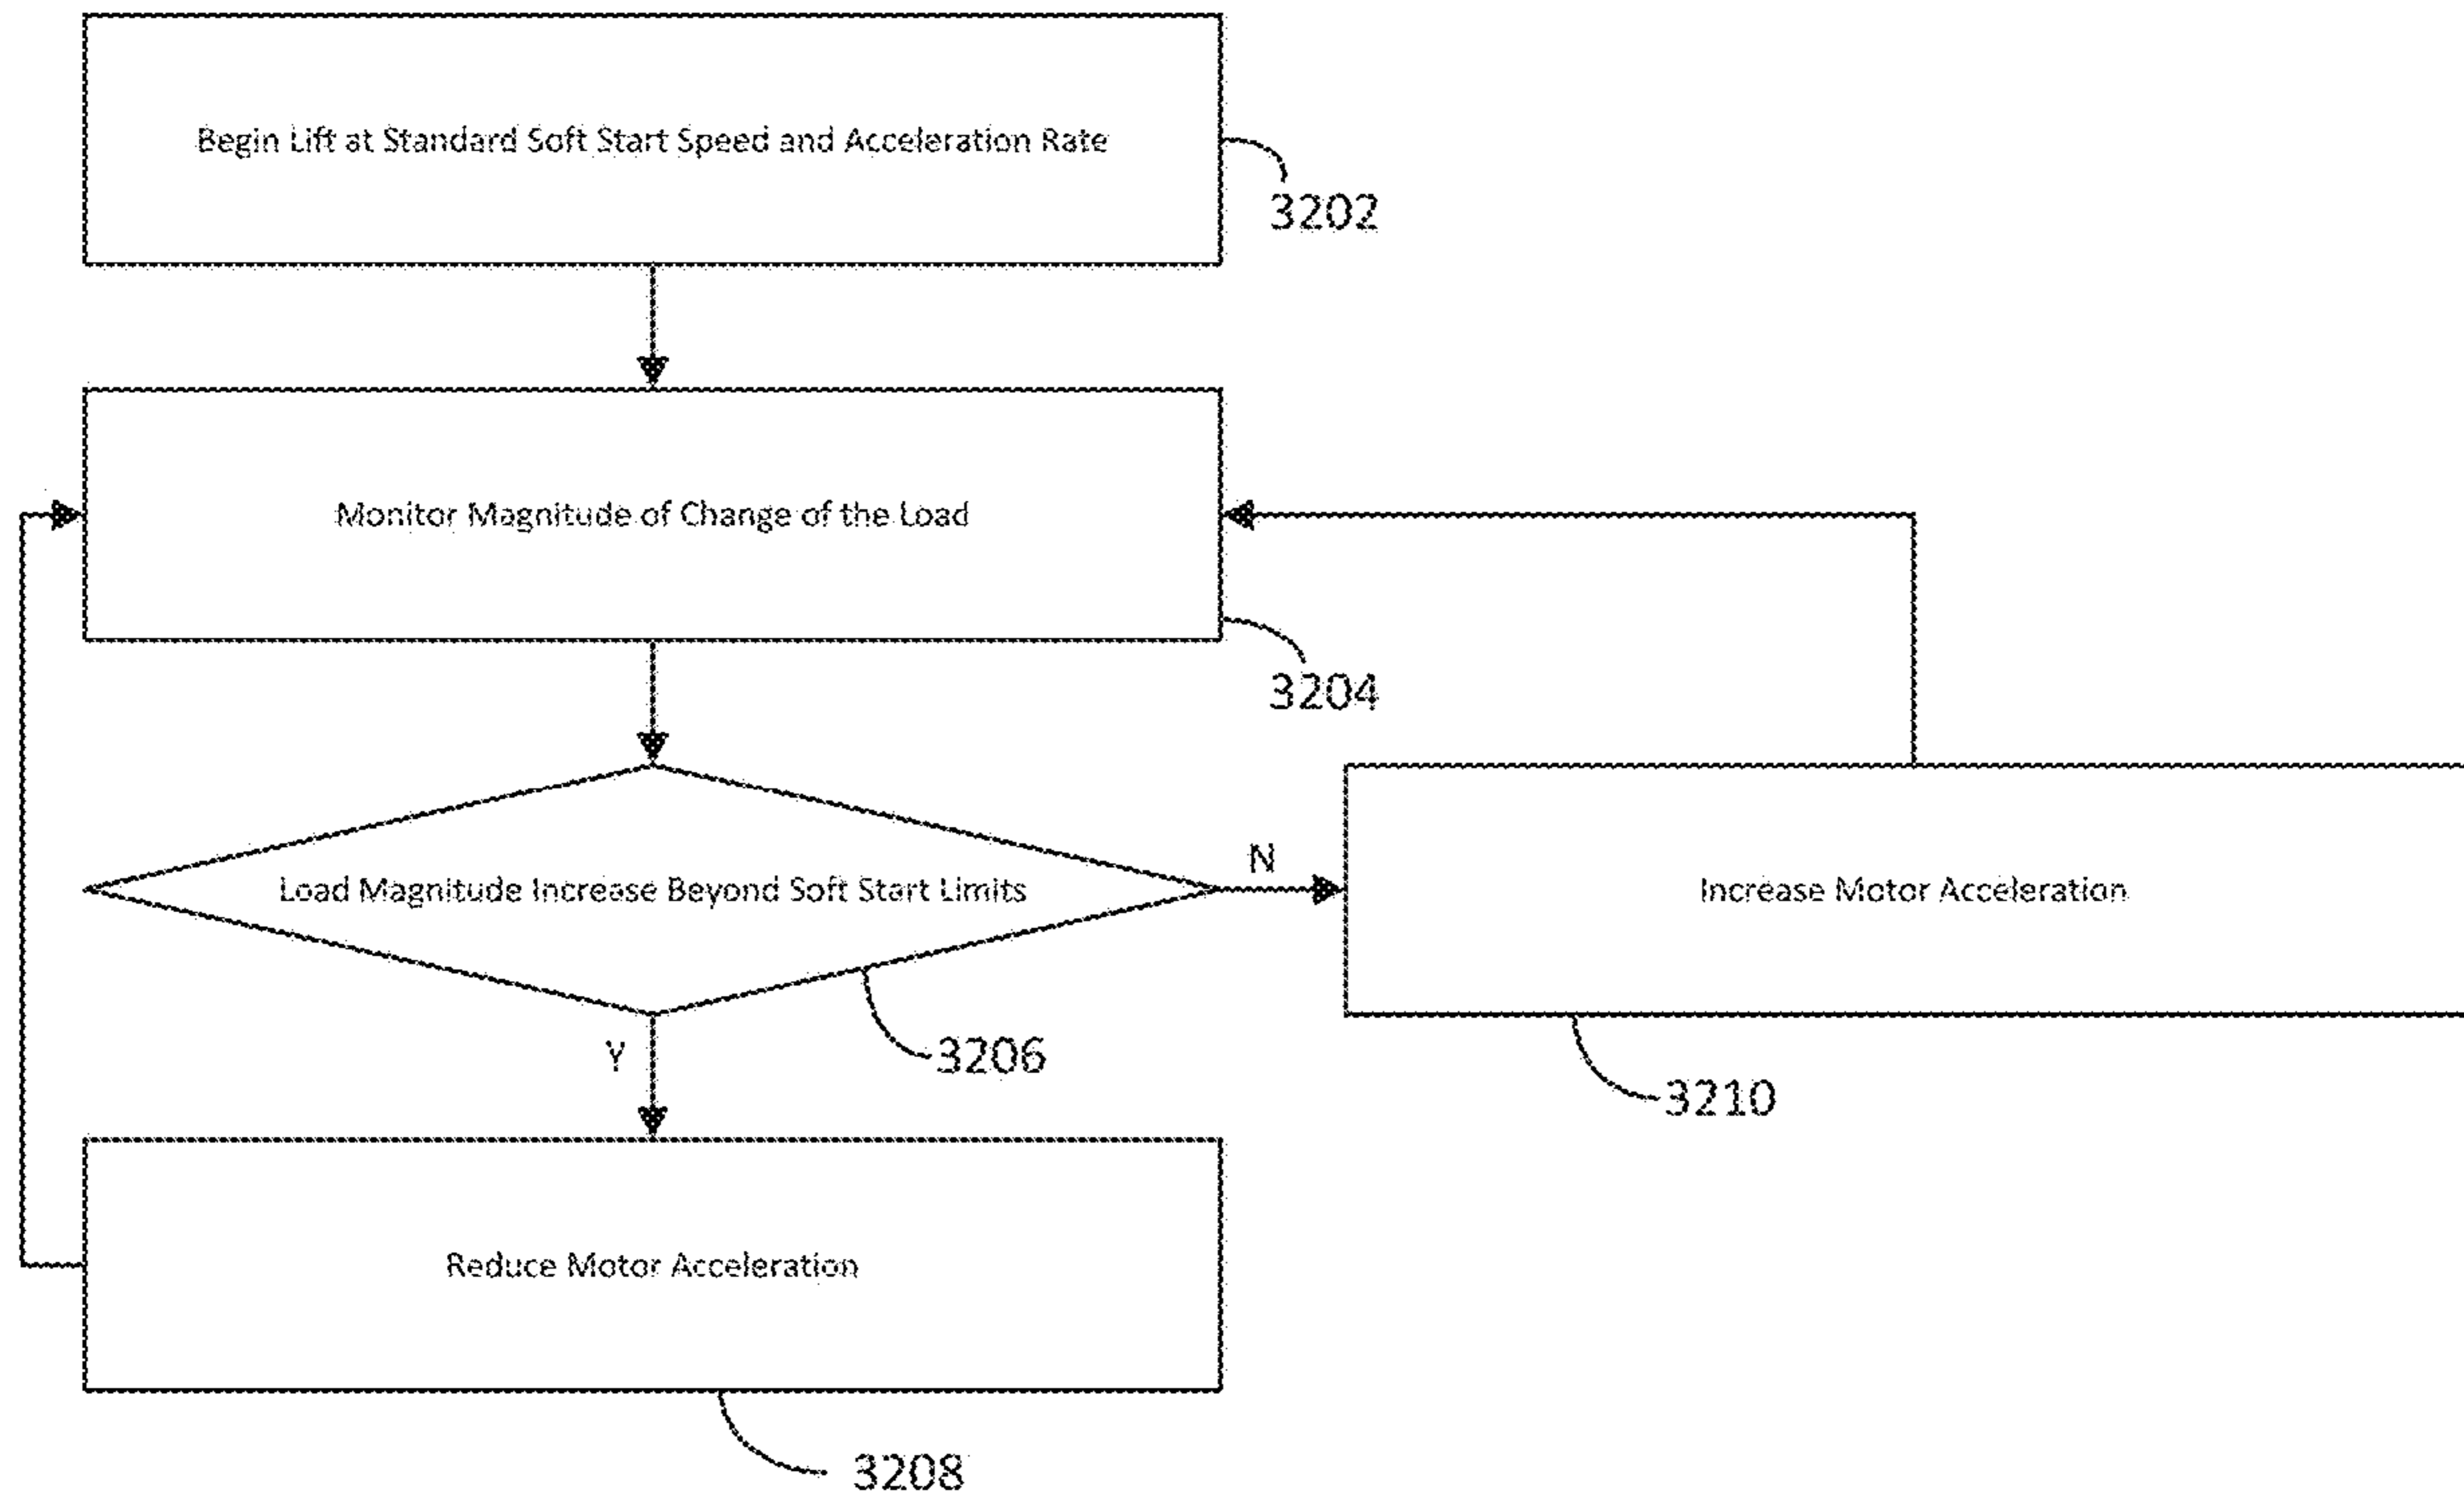 Begin Lift at Standard Soft Start Speed and Acceleration Rate
3202
Monitor Magnitude of Change of the Load
3204
Load Magnitude Increase Beyond Soft Start Limits
N
Increase Motor Acceleration
Y
3206
3210
Reduce Motor Acceleration
3208